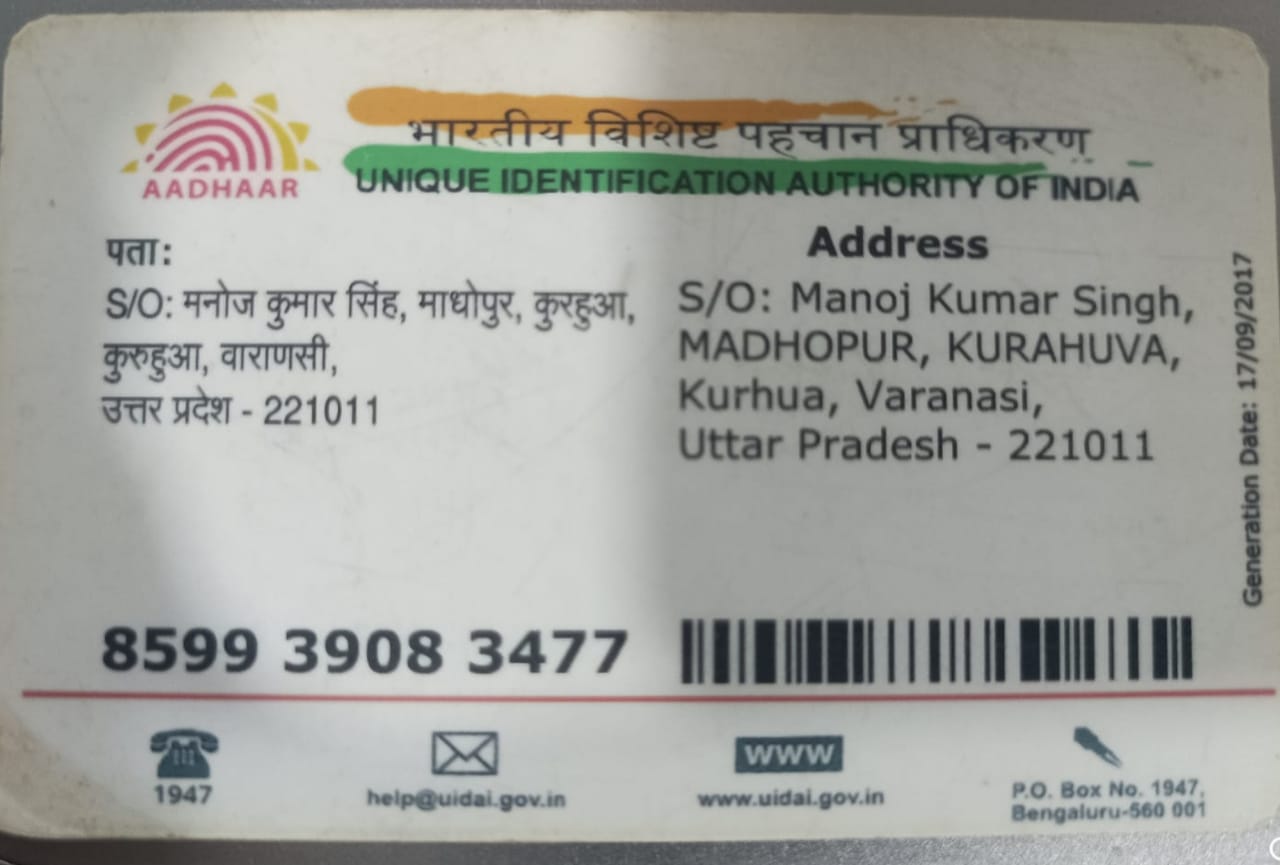 भारतीय विशिष्ट पहचान प्राधिकरण
AADHAAR
UNIQUE IDENTIFICATION AUTHORITY OF INDIA
पता:
S/O: मनोज कुमार सिंह, माधोपुर, कुरहुआ,
कुरुहुआ, वाराणसी,
उत्तर प्रदेश - 221011
Address
S/O: Manoj Kumar Singh,
MADHOPUR, KURAHUVA,
Kurhua, Varanasi,
Uttar Pradesh - 221011
Generation Date: 17/09/2017
8599 3908 3477
1947
help@uidai.gov.in
www
www.uidai.gov.in
P.O. Box No. 1947,
Bengaluru-560 001